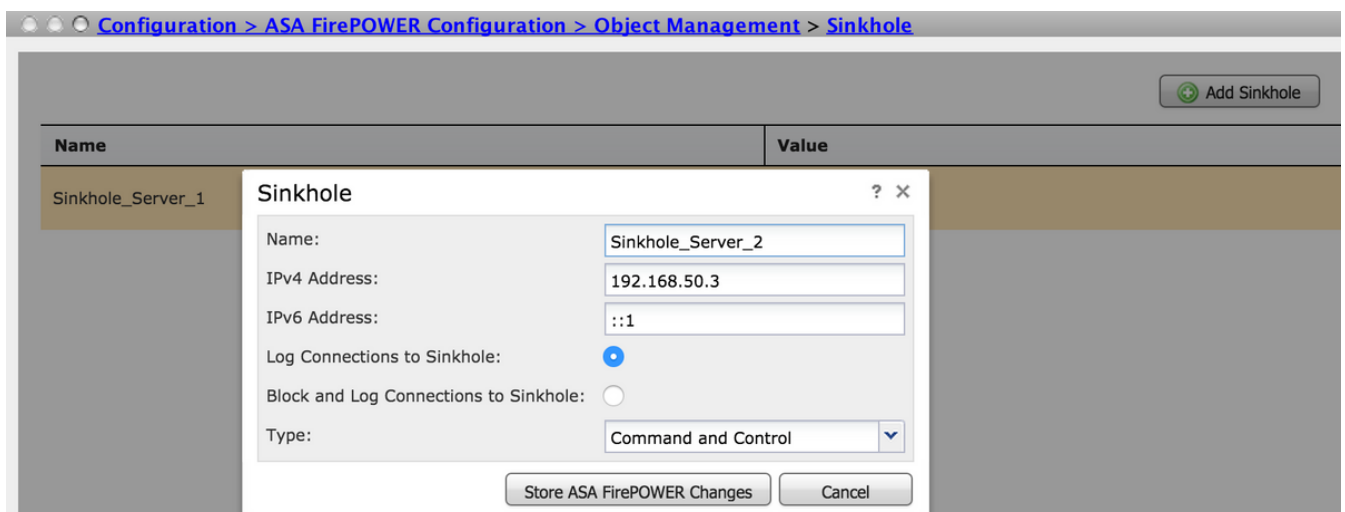 Configuration > ASA FirePOWER Configuration > Object Management > Sinkhole
Add Sinkhole
Name Value
Sinkhole_Server_1
Sinkhole ? ×
Name: Sinkhole_Server_2
IPv4 Address: 192.168.50.3
IPv6 Address: ::1
Log Connections to Sinkhole:
Block and Log Connections to Sinkhole:
Type: Command and Control
Store ASA FirePOWER Changes Cancel